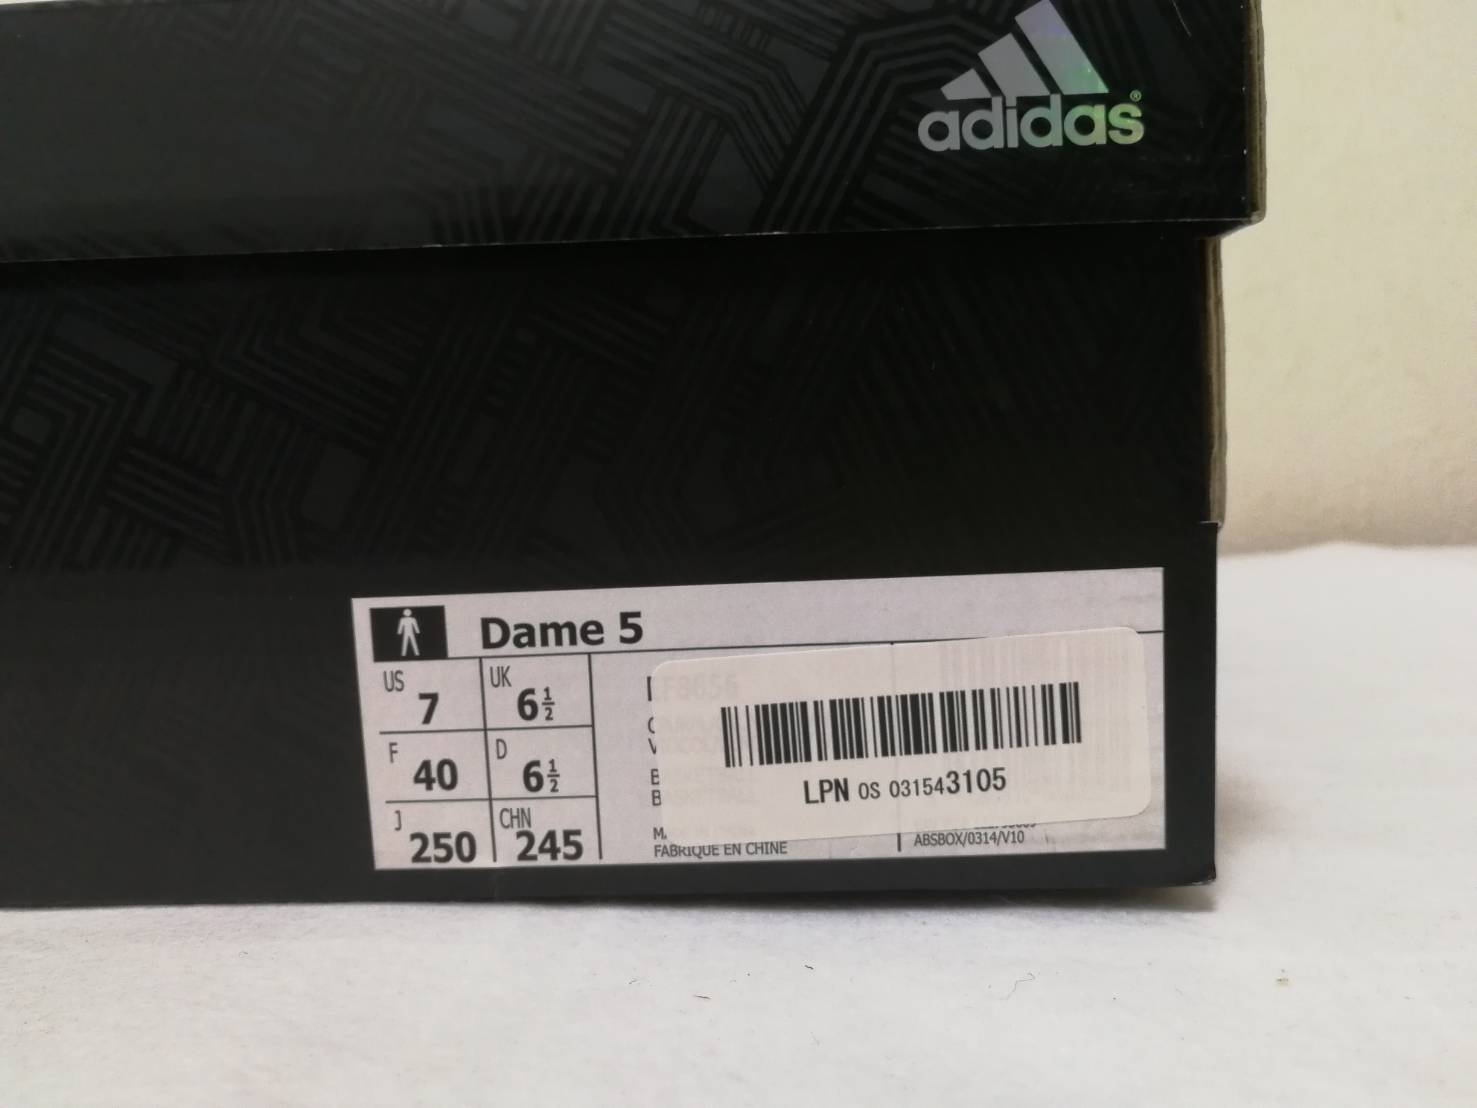 adidas®
Dame 5
US 7 UK 6½
F 40 D 6½
J 250 CHN 245
LPN OS 031543105
FABRIQUE EN CHINE
ABSBOX/0314/V10